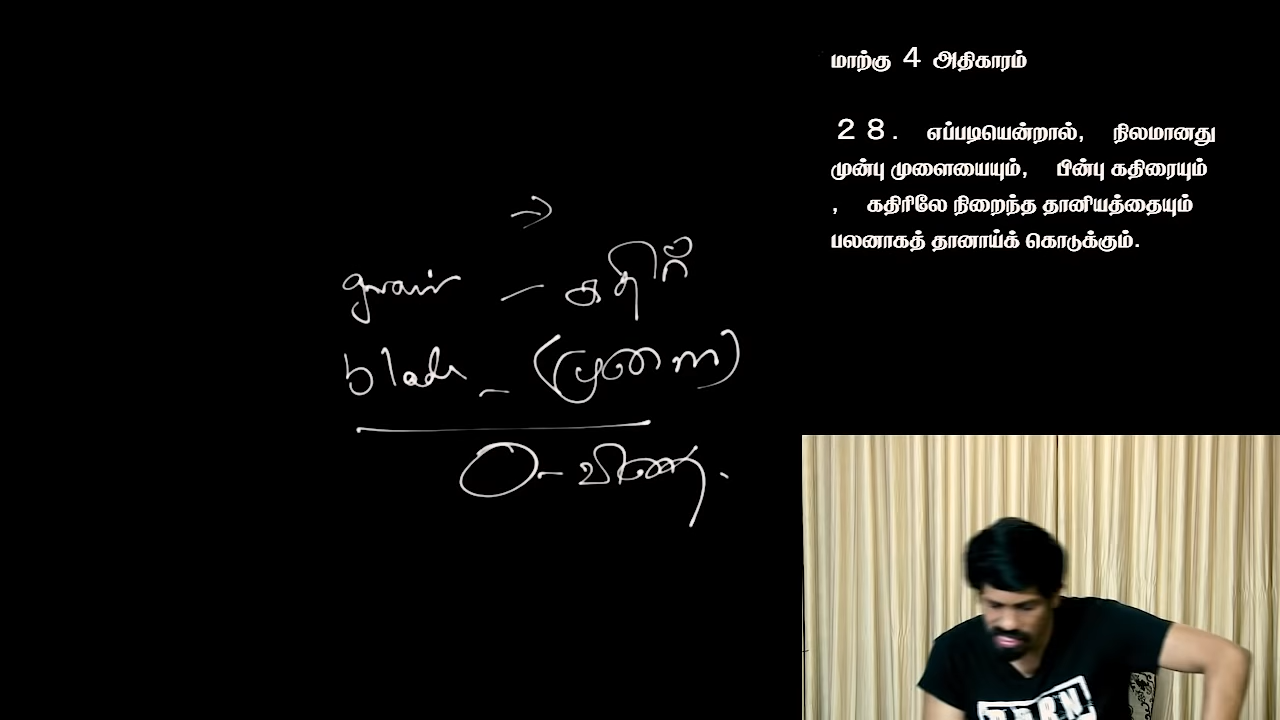 மாற்கு 4 அதிகாரம்
28. எப்படியென்றால், நிலமானது
முன்பு முளையையும், பின்பு கதிரையும்
, கதிரிலே நிறைந்த தானியத்தையும்
பலனாகத் தானாய்க் கொடுக்கும்.
→
grain – கதிர்
blade – (முளை)